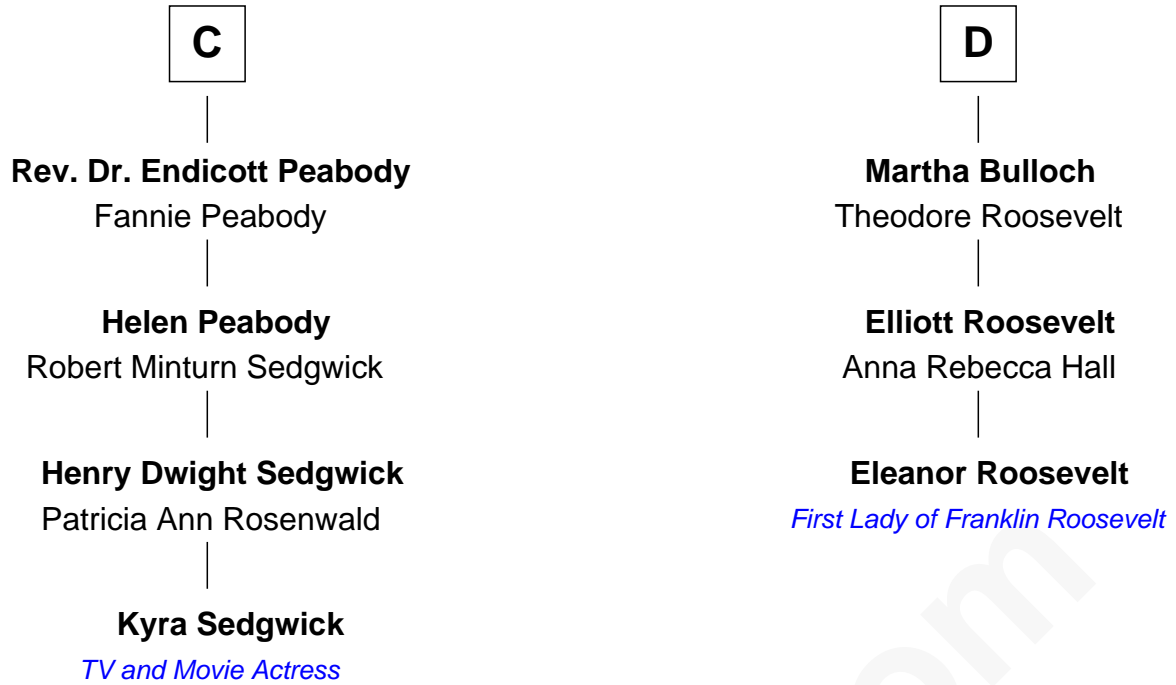 C
Rev. Dr. Endicott Peabody
Fannie Peabody
Helen Peabody
Robert Minturn Sedgwick
Henry Dwight Sedgwick
Patricia Ann Rosenwald
Kyra Sedgwick
TV and Movie Actress
D
Martha Bulloch
Theodore Roosevelt
Elliott Roosevelt
Anna Rebecca Hall
Eleanor Roosevelt
First Lady of Franklin Roosevelt
om